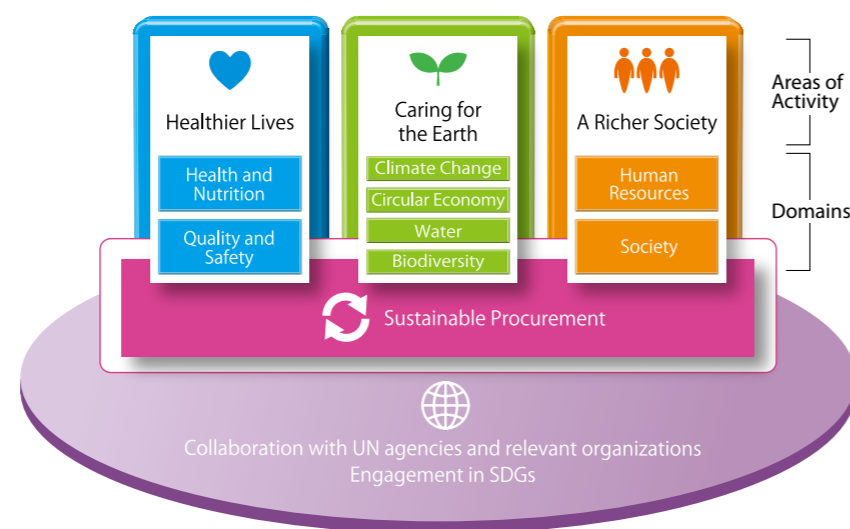 Healthier Lives
Health and
Nutrition
Quality and
Safety
Caring for
the Earth
Climate Change
Circular Economy
Water
Biodiversity
A Richer Society
Human
Resources
Society
Areas of
Activity
Domains
Sustainable Procurement
Collaboration with UN agencies and relevant organizations
Engagement in SDGs